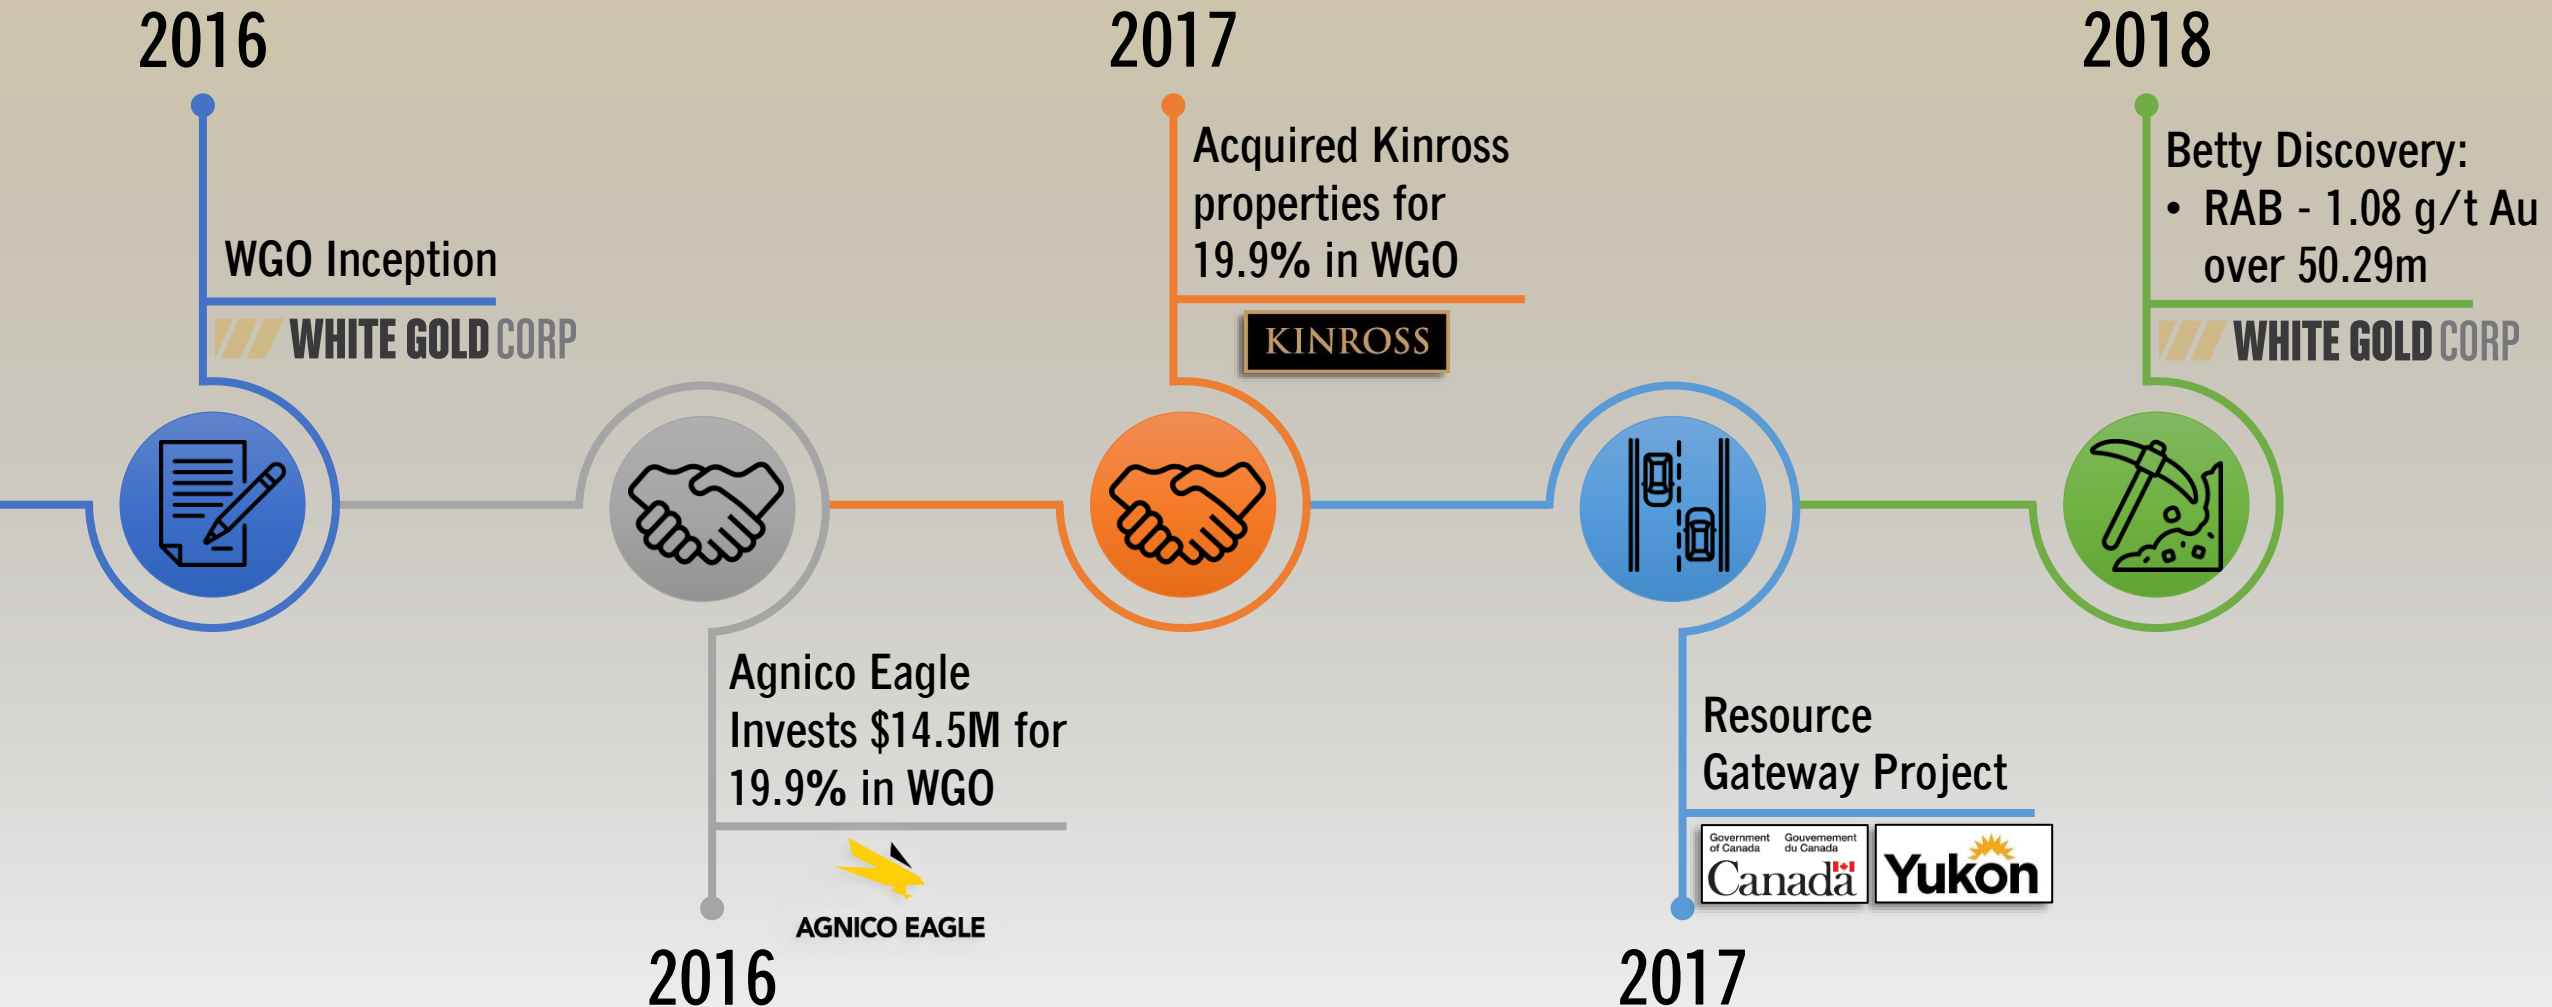 2016
WGO Inception
WHITE GOLD CORP
Agnico Eagle
Invests $14.5M for
19.9% in WGO
AGNICO EAGLE
2016
2017
Acquired Kinross
properties for
19.9% in WGO
KINROSS
Resource
Gateway Project
Government Gouvernement
of Canada du Canada
Canada
Yukon
2017
2018
Betty Discovery:
• RAB - 1.08 g/t Au
over 50.29m
WHITE GOLD CORP